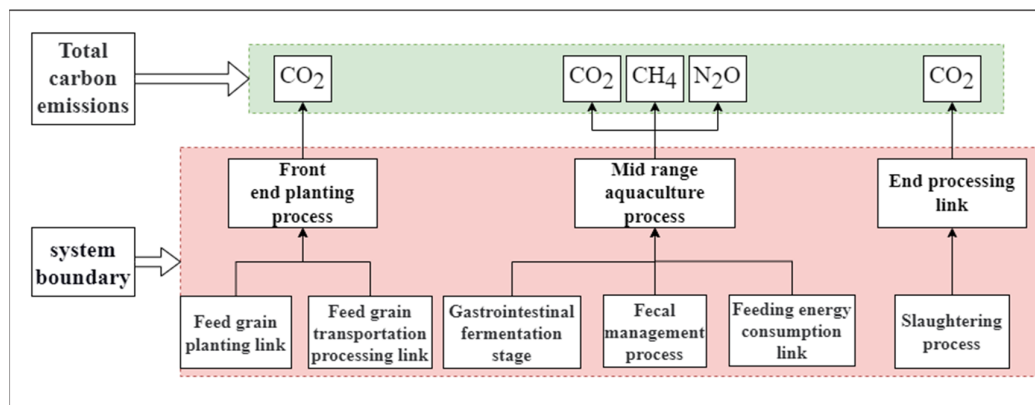 Total
carbon
emissions
CO2
CO2
CH4
N2O
CO2
Front
end planting
process
Mid range
aquaculture
process
End processing
link
system
boundary
Feed grain
planting link
Feed grain
transportation
processing link
Gastrointestinal
fermentation
stage
Fecal
management
process
Feeding energy
consumption
link
Slaughtering
process